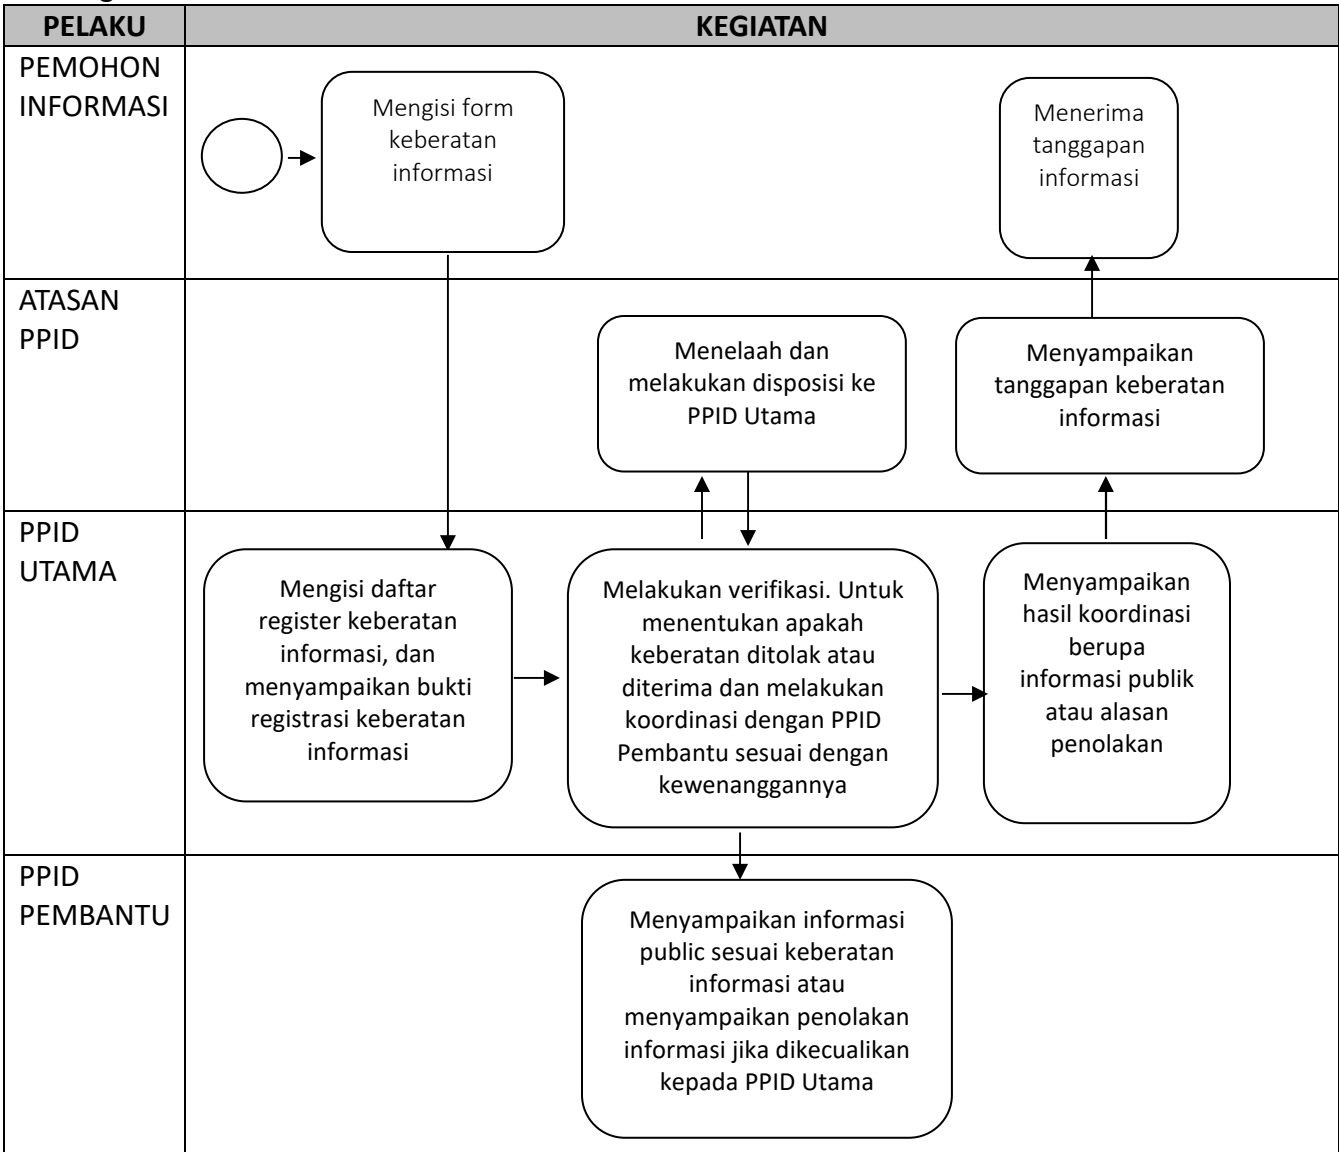 PELAKU
KEGIATAN
PEMOHON
INFORMASI
Mengisi form
keberatan
informasi
Menerima
tanggapan
informasi
ATASAN
PPID
Menelaah dan
melakukan disposisi ke
PPID Utama
Menyampaikan
tanggapan keberatan
informasi
PPID
UTAMA
Mengisi daftar
register keberatan
informasi, dan
menyampaikan bukti
registrasi keberatan
informasi
Melakukan verifikasi. Untuk
menentukan apakah
keberatan ditolak atau
diterima dan melakukan
koordinasi dengan PPID
Pembantu sesuai dengan
kewenanggannya
Menyampaikan
hasil koordinasi
berupa
informasi publik
atau alasan
penolakan
PPID
PEMBANTU
Menyampaikan informasi
public sesuai keberatan
informasi atau
menyampaikan penolakan
informasi jika dikecualikan
kepada PPID Utama